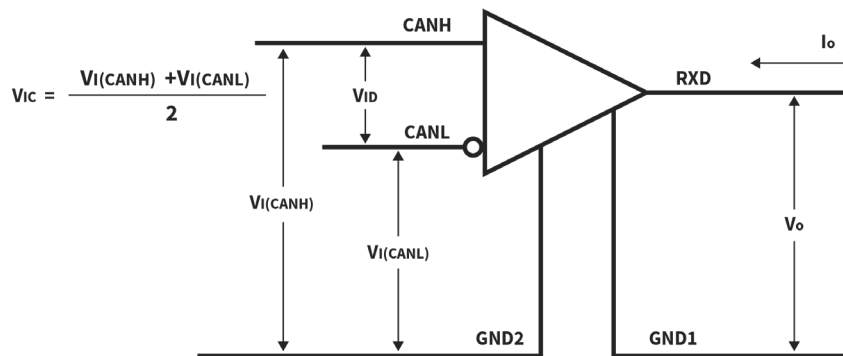 CANH
Io
VI(CANH) +VI(CANL)
VIC =
2
VID
RXD
CANL
VI(CANH)
Vo
VI(CANL)
GND2
GND1